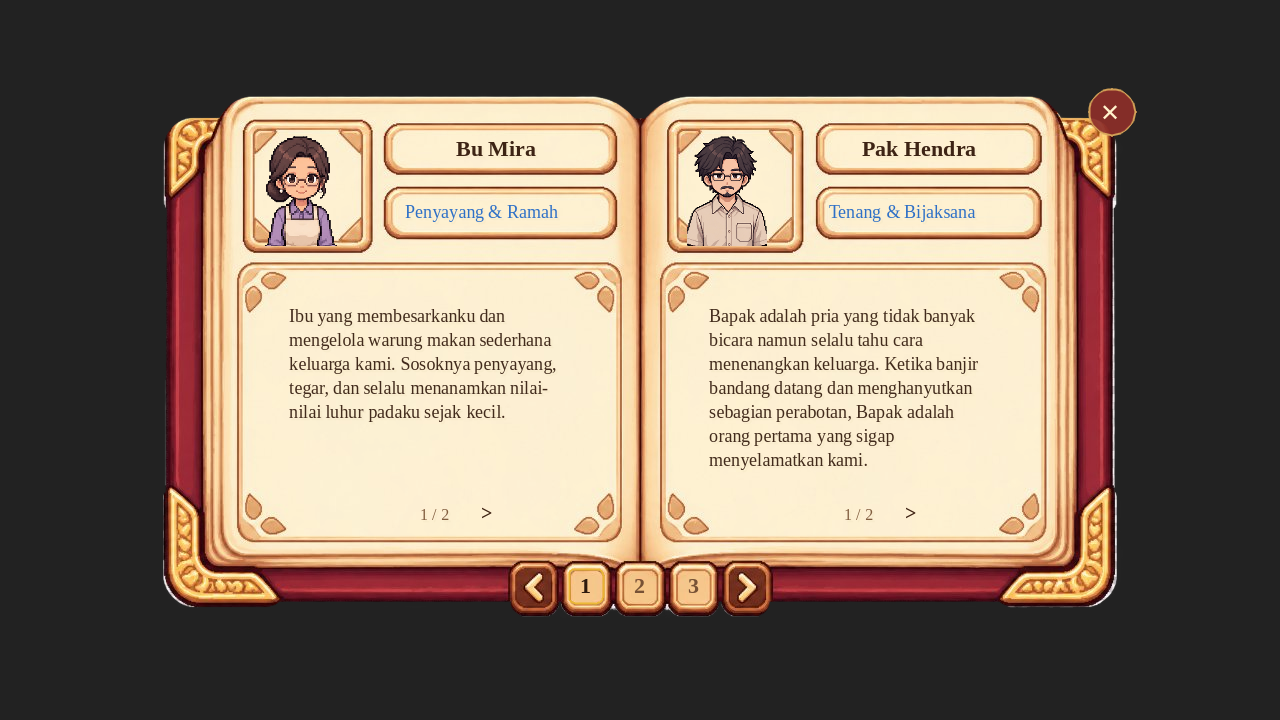 Bu Mira
Penyayang & Ramah
Ibu yang membesarkanku dan
mengelola warung makan sederhana
keluarga kami. Sosoknya penyayang,
tegar, dan selalu menanamkan nilai-
nilai luhur padaku sejak kecil.
1 / 2 >
Pak Hendra
Tenang & Bijaksana
Bapak adalah pria yang tidak banyak
bicara namun selalu tahu cara
menenangkan keluarga. Ketika banjir
bandang datang dan menghanyutkan
sebagian perabotan, Bapak adalah
orang pertama yang sigap
menyelamatkan kami.
1 / 2 >
1 2 3